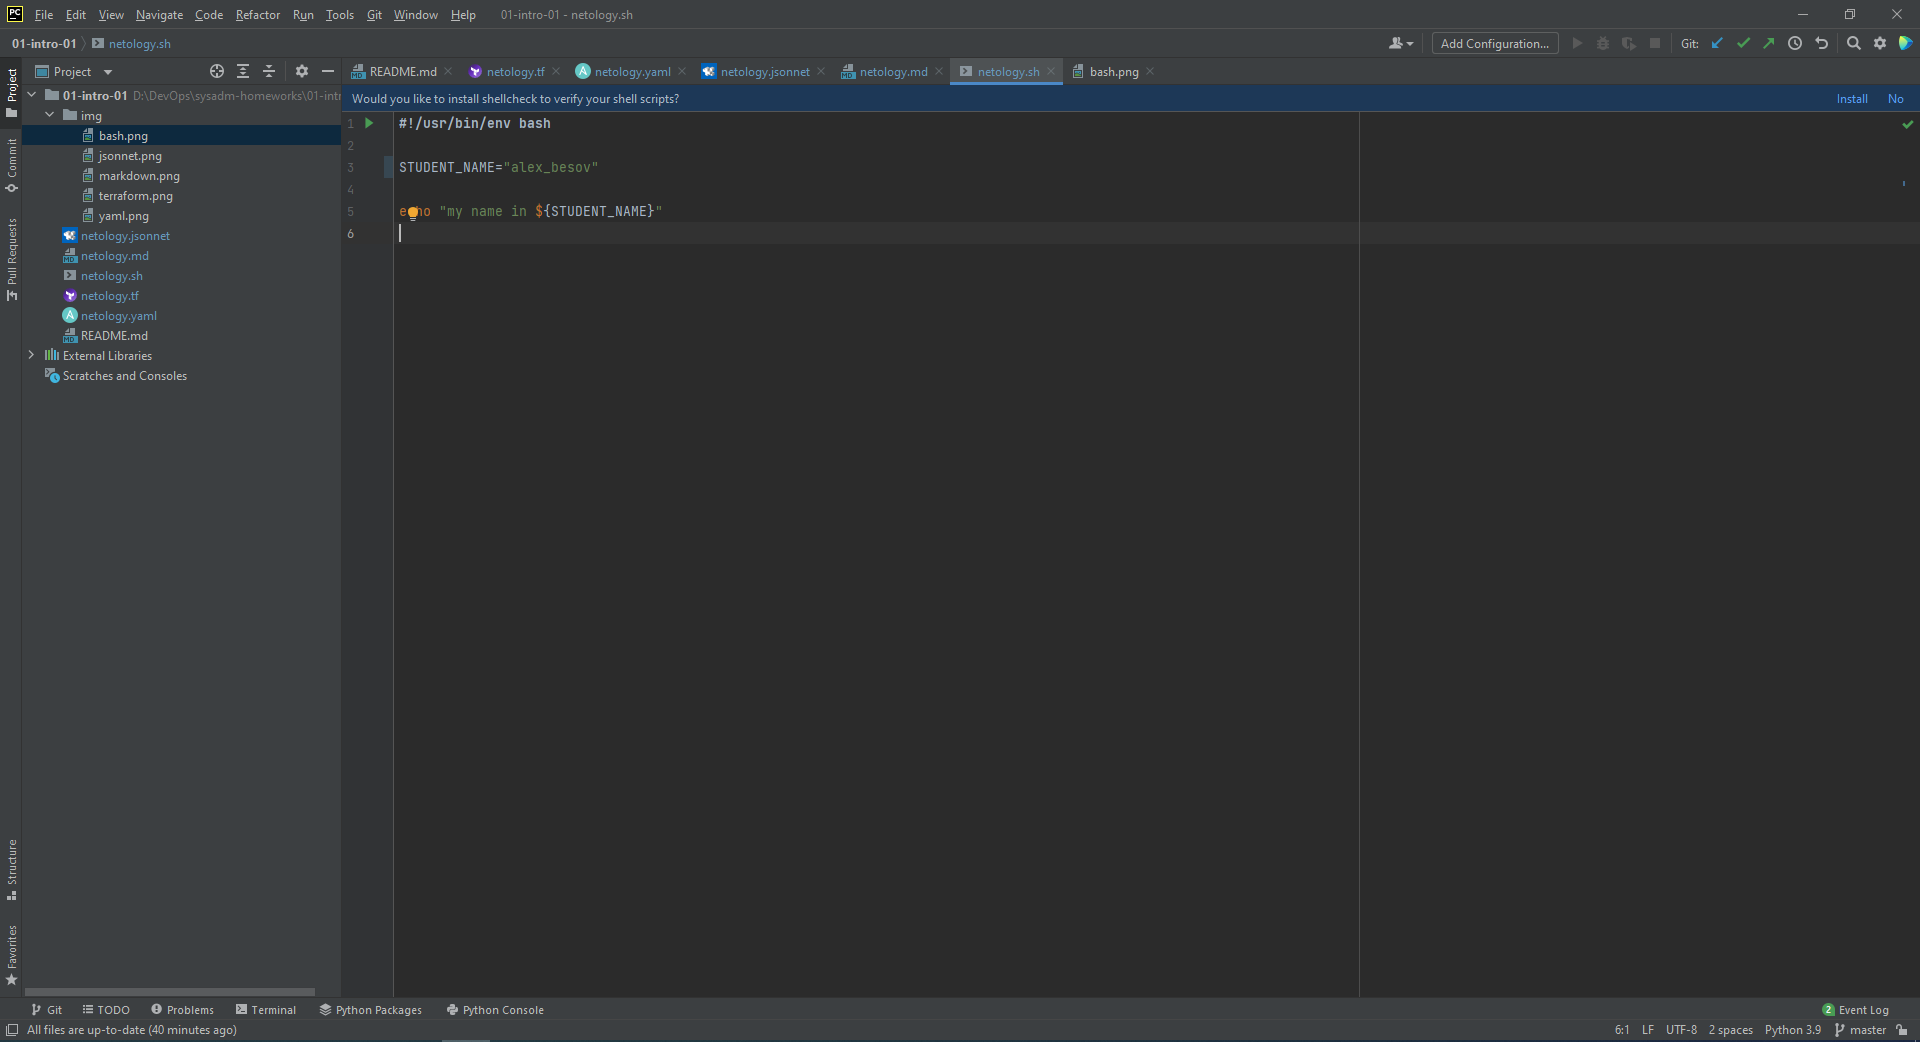 PC File Edit View Navigate Code Refactor Run Tools Git Window Help 01-intro-01 - netology.sh
01-intro-01 netology.sh Add Configuration... Git:
Project
README.md netology.tf netology.yaml netology.jsonnet netology.md netology.sh bash.png
Would you like to install shellcheck to verify your shell scripts? Install No
Project
Commit
Pull Requests
Structure
Favorites
01-intro-01 D:\DevOps\sysadm-homeworks\01-intr
img
bash.png
jsonnet.png
markdown.png
terraform.png
yaml.png
netology.jsonnet
netology.md
netology.sh
netology.tf
netology.yaml
README.md
External Libraries
Scratches and Consoles
1 #!/usr/bin/env bash
2
3 STUDENT_NAME="alex_besov"
4
5 echo "my name in ${STUDENT_NAME}"
6
Git TODO Problems Terminal Python Packages Python Console 2 Event Log
All files are up-to-date (40 minutes ago) 6:1 LF UTF-8 2 spaces Python 3.9 master